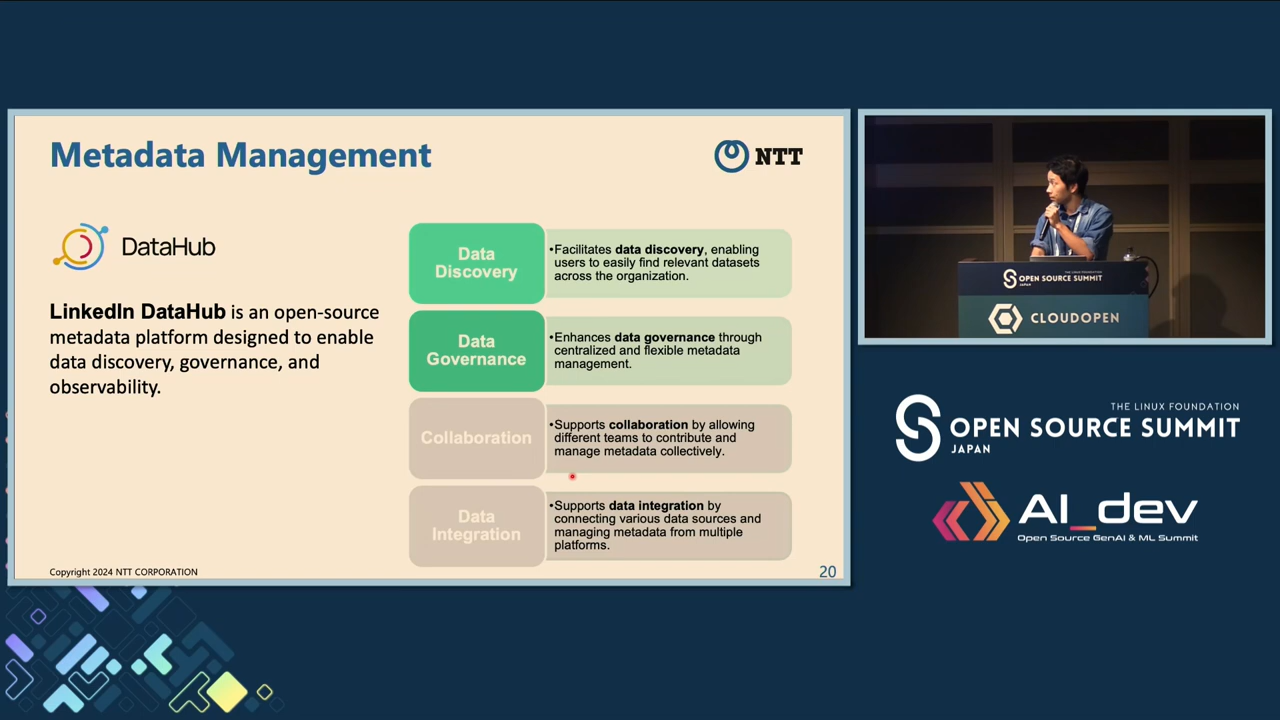 Metadata Management
NTT
DataHub
LinkedIn DataHub is an open-source
metadata platform designed to enable
data discovery, governance, and
observability.
Data
Discovery
•Facilitates data discovery, enabling
users to easily find relevant datasets
across the organization.
Data
Governance
•Enhances data governance through
centralized and flexible metadata
management.
Collaboration
•Supports collaboration by allowing
different teams to contribute and
manage metadata collectively.
Data
Integration
•Supports data integration by
connecting various data sources and
managing metadata from multiple
platforms.
Copyright 2024 NTT CORPORATION
20
THE LINUX FOUNDATION
OPEN SOURCE SUMMIT
JAPAN
CLOUDOPEN
THE LINUX FOUNDATION
OPEN SOURCE SUMMIT
JAPAN
AI_dev
Open Source GenAI & ML Summit